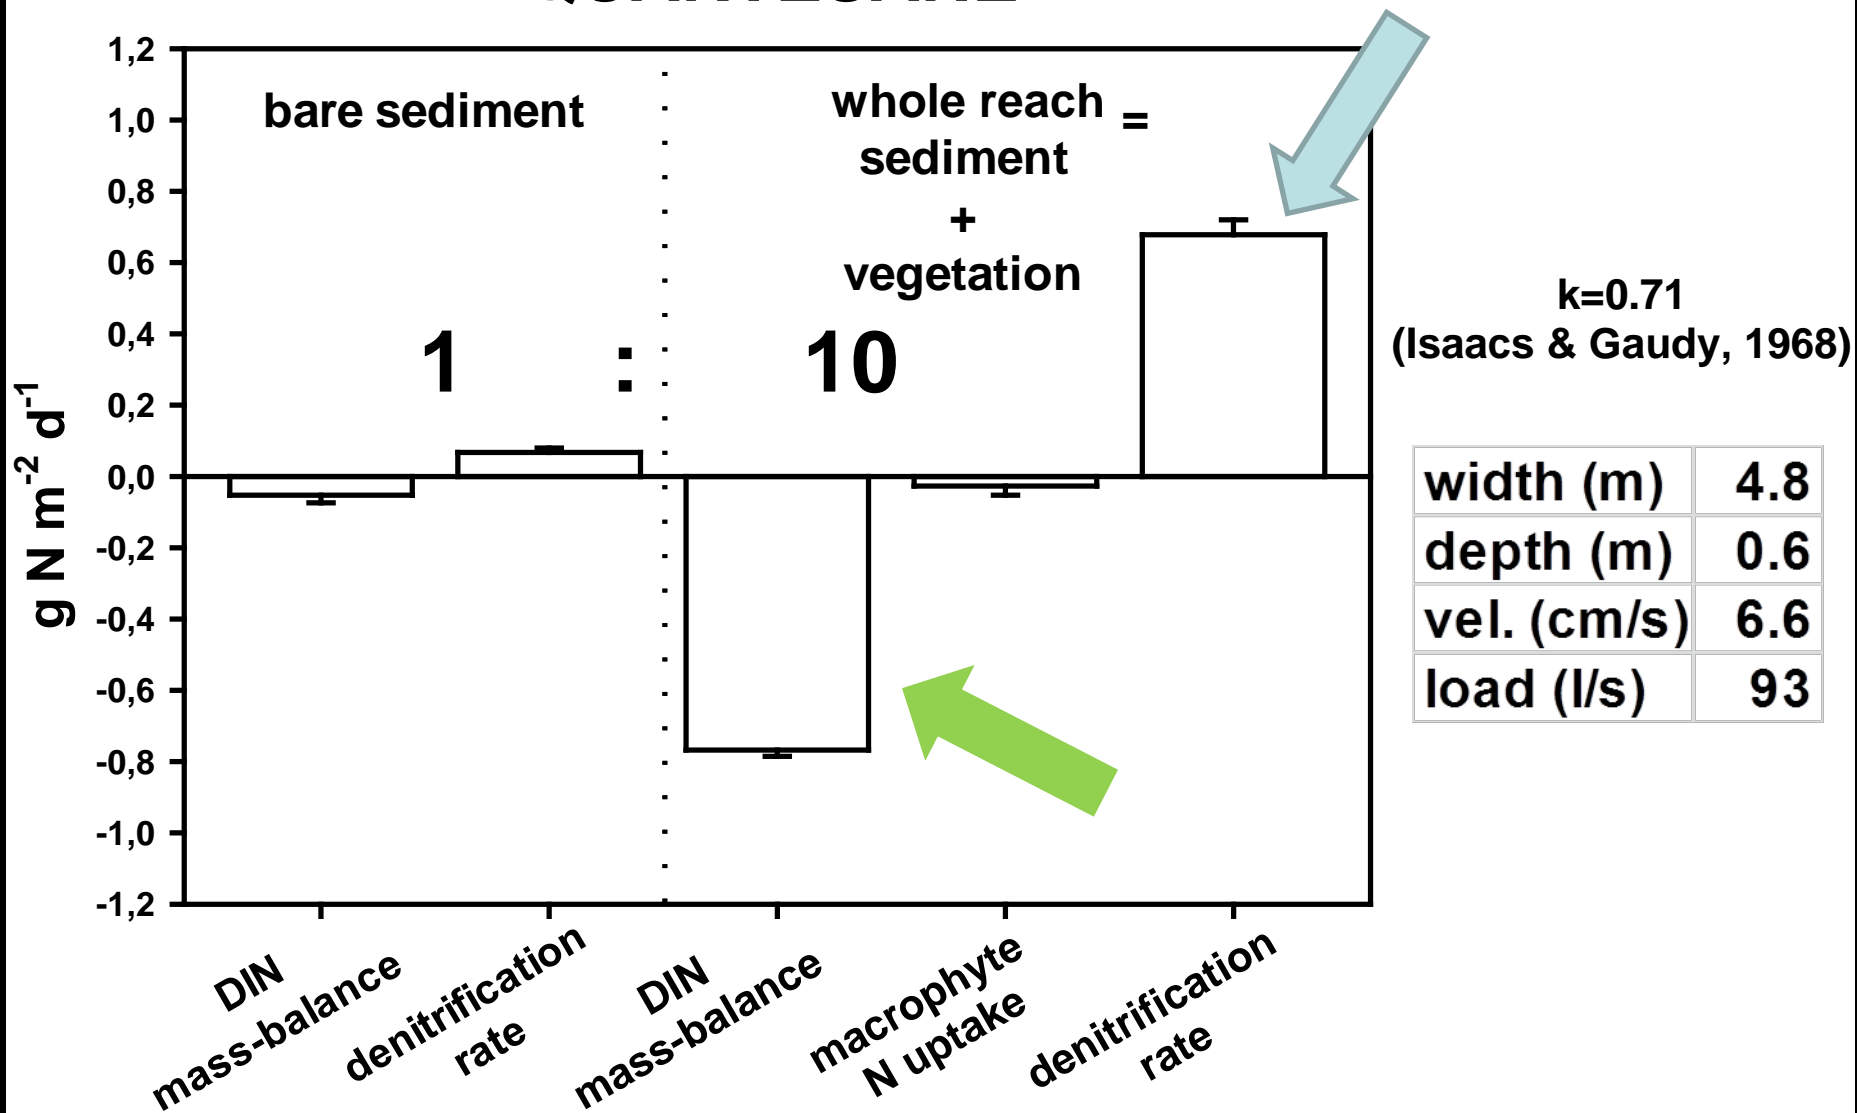 1,2
1,0
0,8
0,6
0,4
0,2
0,0
-0,2
-0,4
-0,6
-0,8
-1,0
-1,2
g N m-2 d-1
bare sediment
whole reach =
sediment
+
vegetation
1 : 10
DIN
mass-balance
denitrification
rate
DIN
mass-balance
macrophyte
N uptake
denitrification
rate
k=0.71
(Isaacs & Gaudy, 1968)
width (m) 4.8
depth (m) 0.6
vel. (cm/s) 6.6
load (l/s) 93